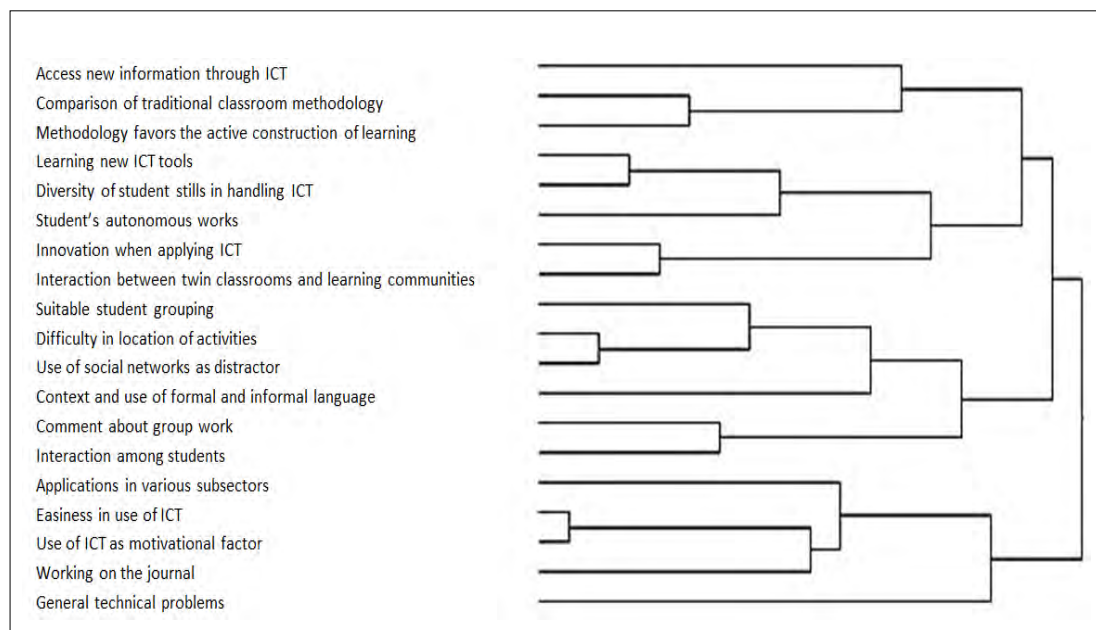 Access new information through ICT
Comparison of traditional classroom methodology
Methodology favors the active construction of learning
Learning new ICT tools
Diversity of student stills in handling ICT
Student's autonomous works
Innovation when applying ICT
Interaction between twin classrooms and learning communities
Suitable student grouping
Difficulty in location of activities
Use of social networks as distractor
Context and use of formal and informal language
Comment about group work
Interaction among students
Applications in various subsectors
Easiness in use of ICT
Use of ICT as motivational factor
Working on the journal
General technical problems